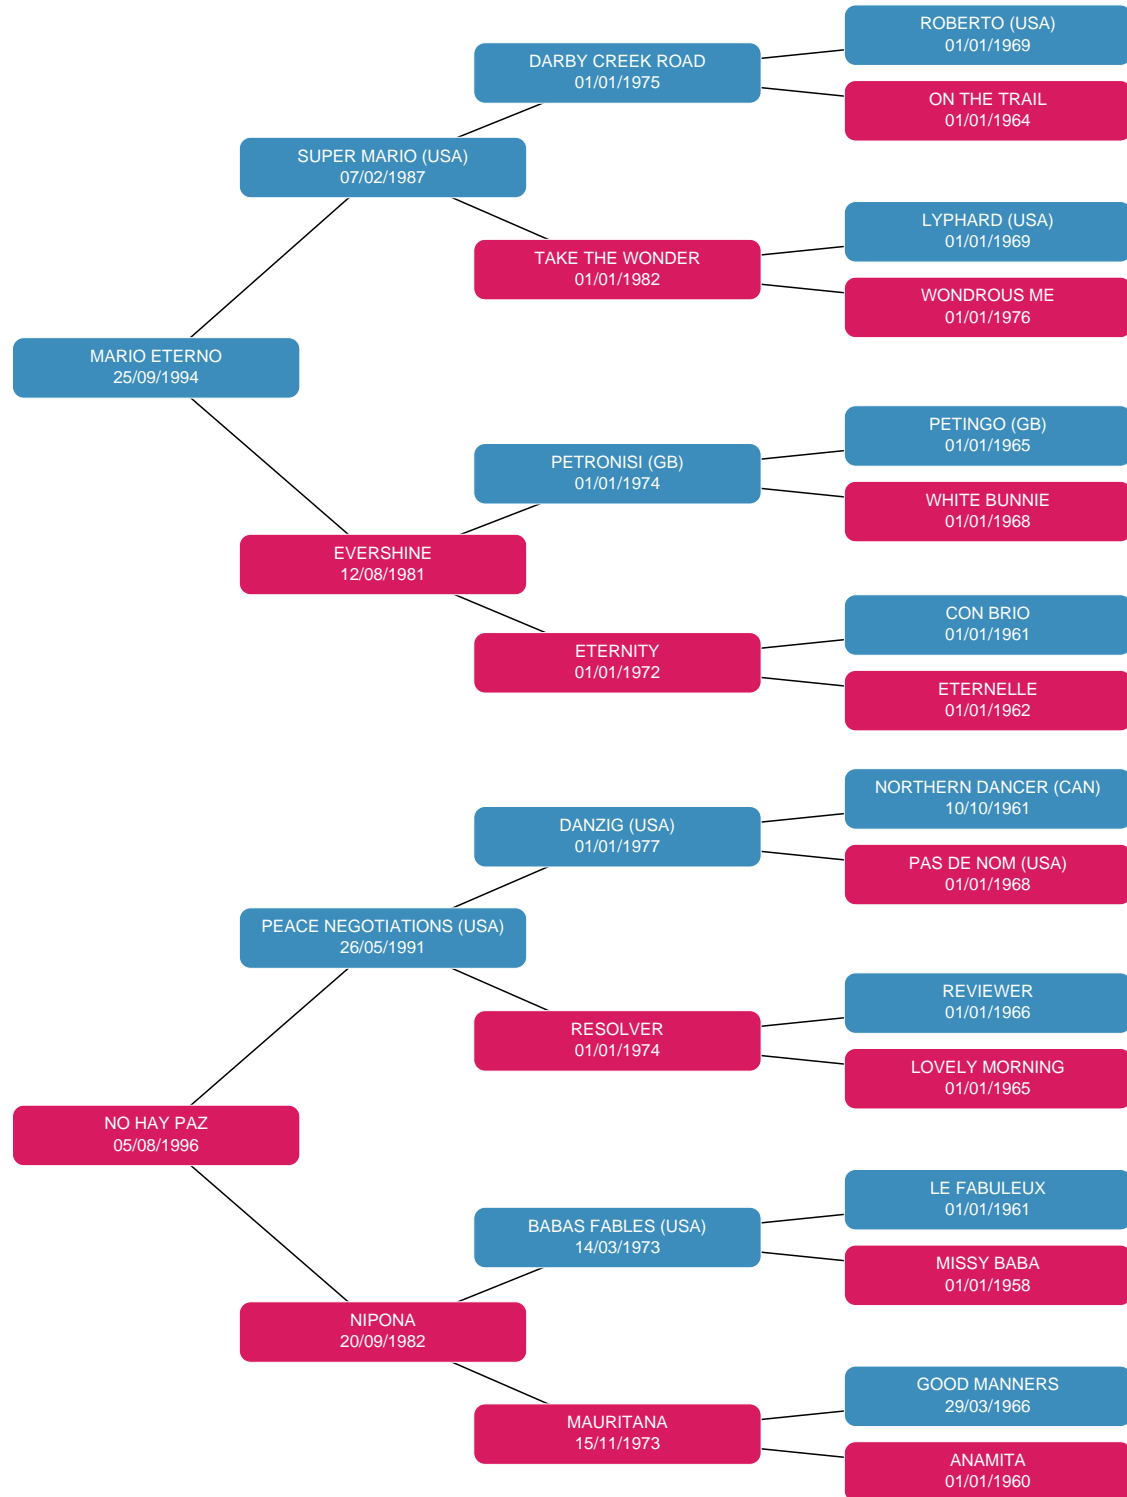 ROBERTO (USA)
01/01/1969
DARBY CREEK ROAD
01/01/1975
ON THE TRAIL
01/01/1964
SUPER MARIO (USA)
07/02/1987
LYPHARD (USA)
01/01/1969
TAKE THE WONDER
01/01/1982
WONDROUS ME
01/01/1976
MARIO ETERNO
25/09/1994
PETINGO (GB)
01/01/1965
PETRONISI (GB)
01/01/1974
WHITE BUNNIE
01/01/1968
EVERSHINE
12/08/1981
CON BRIO
01/01/1961
ETERNITY
01/01/1972
ETERNELLE
01/01/1962
NORTHERN DANCER (CAN)
10/10/1961
DANZIG (USA)
01/01/1977
PAS DE NOM (USA)
01/01/1968
PEACE NEGOTIATIONS (USA)
26/05/1991
REVIEWER
01/01/1966
RESOLVER
01/01/1974
LOVELY MORNING
01/01/1965
NO HAY PAZ
05/08/1996
LE FABULEUX
01/01/1961
BABAS FABLES (USA)
14/03/1973
MISSY BABA
01/01/1958
NIPONA
20/09/1982
GOOD MANNERS
29/03/1966
MAURITANA
15/11/1973
ANAMITA
01/01/1960